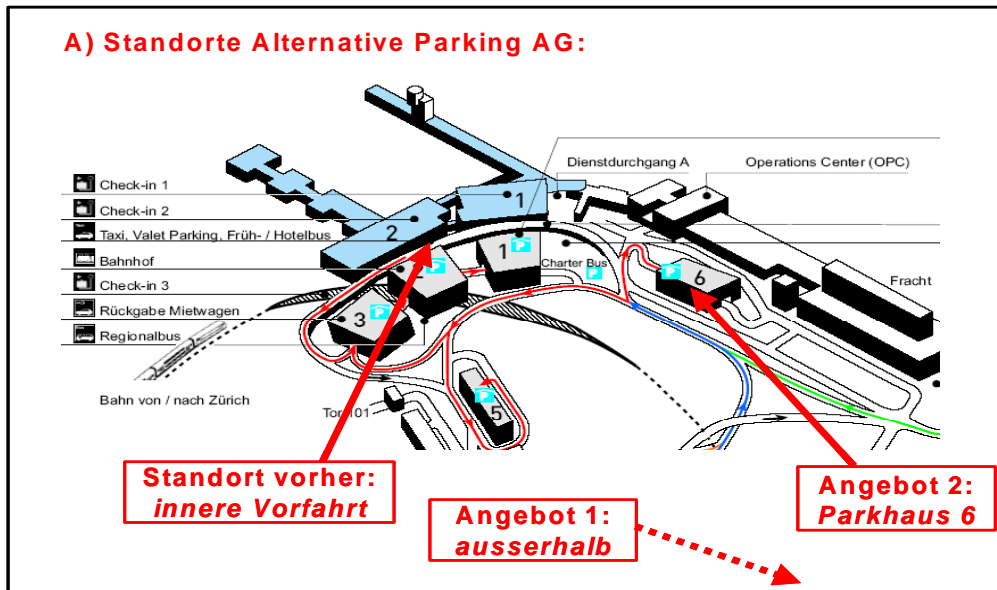 A) Standorte Alternative Parking AG:
Dienstdurchgang A
Operations Center (OPC)
Check-in 1
Check-in 2
Taxi, Valet Parking, Früh- / Hotelbus
Bahnhof
Check-in 3
Rückgabe Mietwagen
Regionalbus
1
2
1
P
P
Charter Bus
P
P
6
Fracht
3
P
P
5
Bahn von / nach Zürich
Tor 101
Standort vorher:
innere Vorfahrt
Angebot 1:
ausserhalb
Angebot 2:
Parkhaus 6